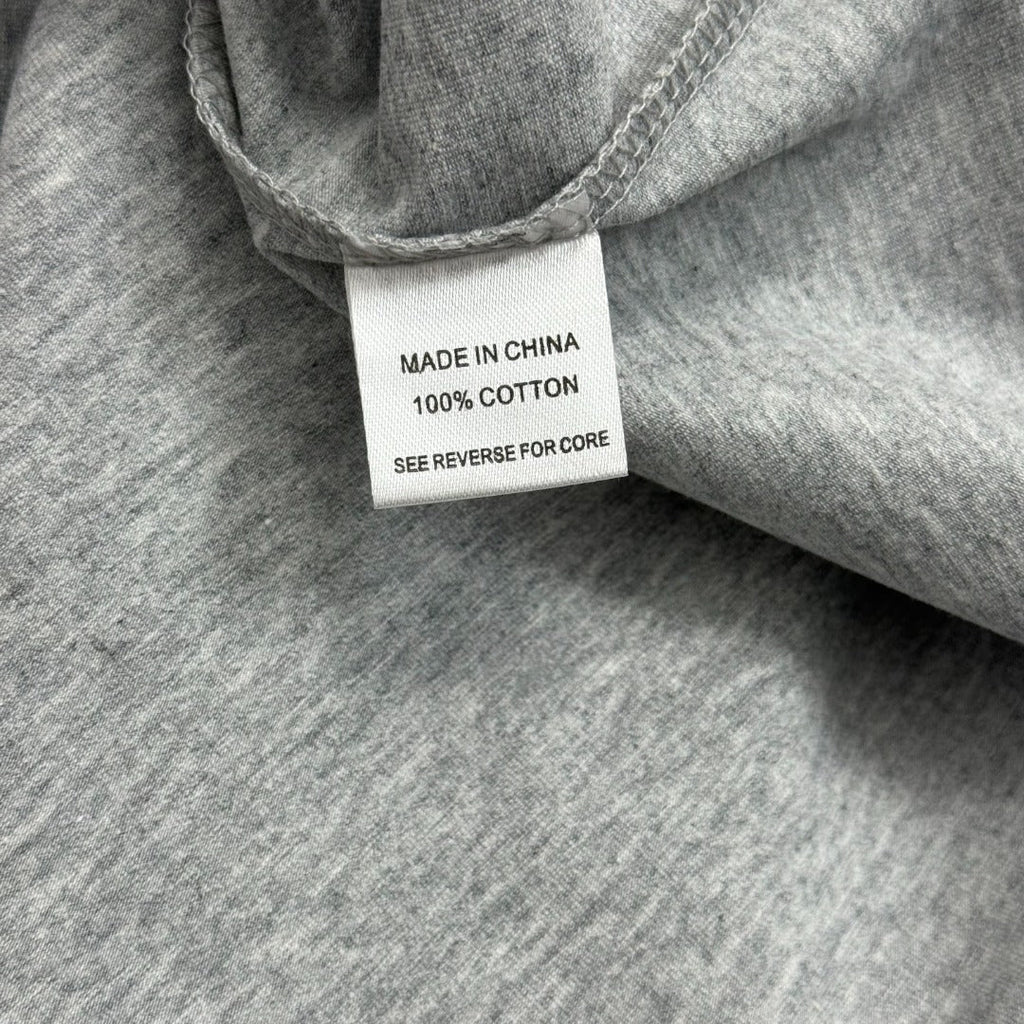 MADE IN CHINA
100% COTTON
SEE REVERSE FOR CORE